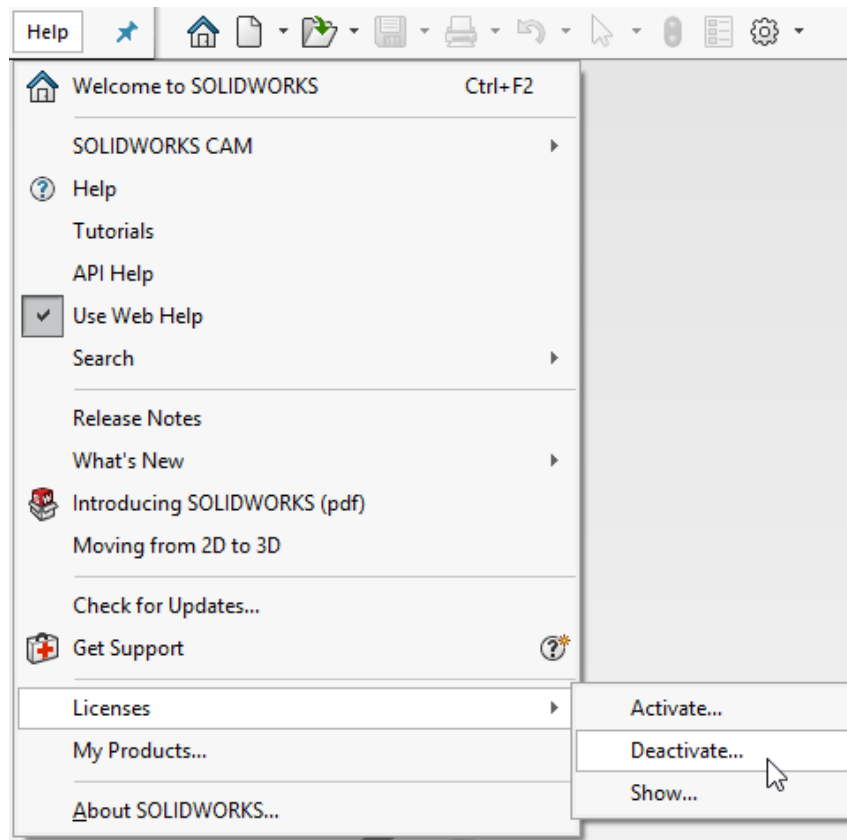 Help
Welcome to SOLIDWORKS Ctrl+F2
SOLIDWORKS CAM
Help
Tutorials
API Help
Use Web Help
Search
Release Notes
What's New
Introducing SOLIDWORKS (pdf)
Moving from 2D to 3D
Check for Updates...
Get Support
Licenses
Activate...
My Products...
Deactivate...
Show...
About SOLIDWORKS...